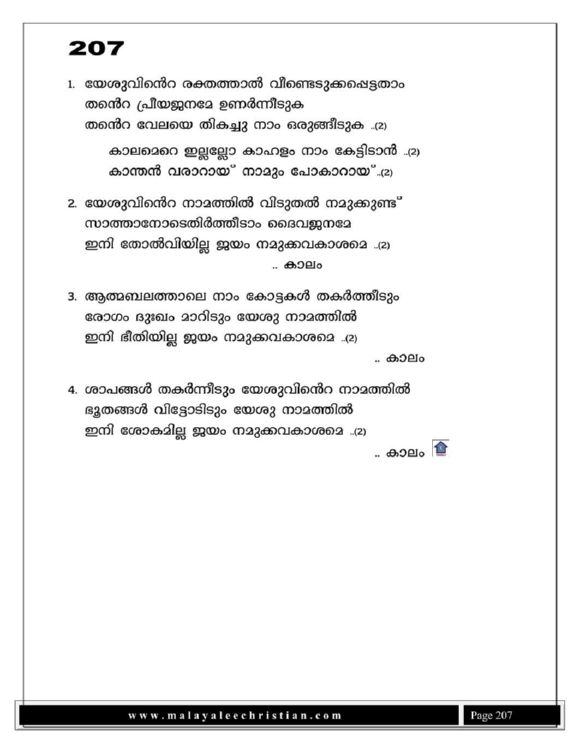 207
1. യേശുവിൻെറ രക്തത്താൽ വീണ്ടെടുക്കപ്പെട്ടതാം
തൻെറ പ്രീയജനമേ ഉണർന്നീടുക
തൻെറ വേലയെ തികച്ചു നാം ഒരുങ്ങീടുക ..(2)
കാലമെറെ ഇല്ലല്ലോ കാഹളം നാം കേട്ടിടാൻ ..(2)
കാന്തൻ വരാറായ് നാമും പോകാറായ്..(2)
2. യേശുവിൻെറ നാമത്തിൽ വിടുതൽ നമുക്കുണ്ട്
സാത്താനോടെതിർത്തീടാം ദൈവജനമേ
ഇനി തോൽവിയില്ല ജയം നമുക്കവകാശമെ ..(2)
.. കാലം
3. ആത്മബലത്താലെ നാം കോട്ടകൾ തകർത്തീടും
രോഗം ദുഃഖം മാറിടും യേശു നാമത്തിൽ
ഇനി ഭീതിയില്ല ജയം നമുക്കവകാശമെ ..(2)
.. കാലം
4. ശാപങ്ങൾ തകർന്നീടും യേശുവിൻെറ നാമത്തിൽ
ഭൂതങ്ങൾ വിട്ടോടിടും യേശു നാമത്തിൽ
ഇനി ശോകമില്ല ജയം നമുക്കവകാശമെ ..(2)
.. കാലം
www.malayaleechristian.com
Page 207